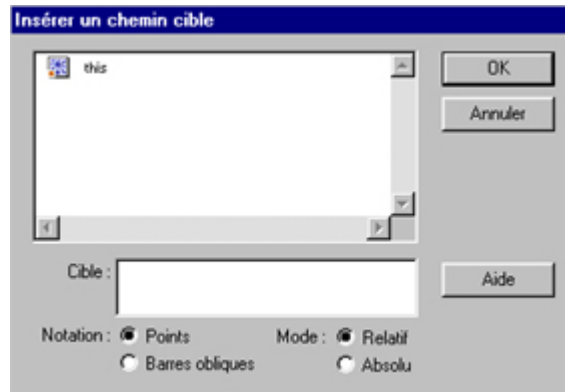 Insérer un chemin cible
this
OK
Annuler
Cible :
Aide
Notation : Points Mode : Relatif
Barres obliques Absolu